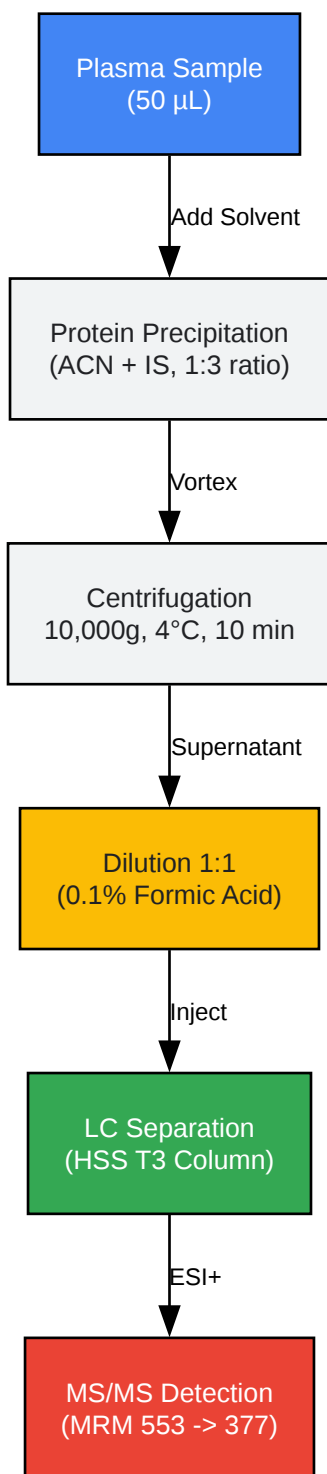 Plasma Sample
(50 µL)
Add Solvent
Protein Precipitation
(ACN + IS, 1:3 ratio)
Vortex
Centrifugation
10,000g, 4°C, 10 min
Supernatant
Dilution 1:1
(0.1% Formic Acid)
Inject
LC Separation
(HSS T3 Column)
ESI+
MS/MS Detection
(MRM 553 -> 377)